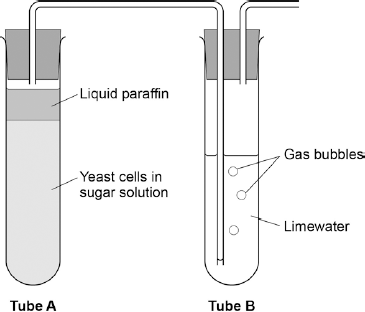 Liquid paraffin
Yeast cells in
sugar solution
Gas bubbles
Limewater
Tube A
Tube B